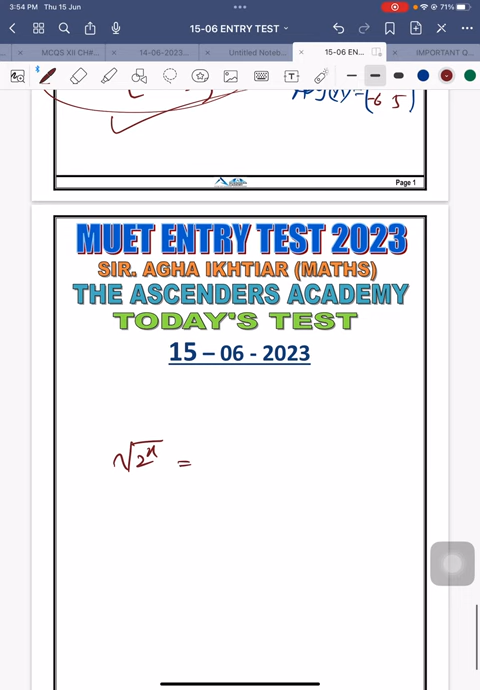 3:54 PM Thu 15 Jun
71%
15-06 ENTRY TEST
MCQS XII CH#...
14-06-2023...
Untitled Noteb...
15-06 EN...
IMPORTANT Q...
Page 1
MUET ENTRY TEST 2023
SIR. AGHA IKHTIAR (MATHS)
THE ASCENDERS ACADEMY
TODAY'S TEST
15 – 06 - 2023
√2ˣ =